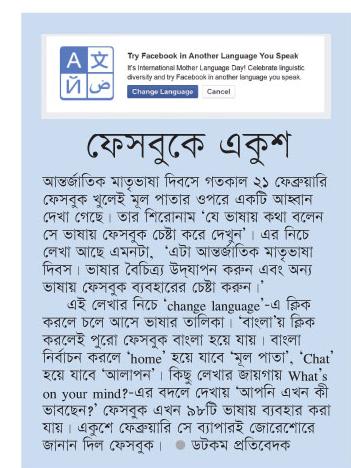 A 文
Й ض
Try Facebook in Another Language You Speak
It's International Mother Language Day! Celebrate linguistic
diversity and try Facebook in another language you speak.
Change Language Cancel
ফেসবুকে একুশ
আন্তর্জাতিক মাতৃভাষা দিবসে গতকাল ২১ ফেব্রুয়ারি
ফেসবুক খুলেই মূল পাতার ওপরে একটি আহ্বান
দেখা গেছে। তার শিরোনাম ‘যে ভাষায় কথা বলেন
সে ভাষায় ফেসবুক চেষ্টা করে দেখুন’। এর নিচে
লেখা আছে এমনটা, ‘এটা আন্তর্জাতিক মাতৃভাষা
দিবস। ভাষার বৈচিত্র্য উদ্‌যাপন করুন এবং অন্য
ভাষায় ফেসবুক ব্যবহারের চেষ্টা করুন।’
এই লেখার নিচে ‘change language’-এ ক্লিক
করলে চলে আসে ভাষার তালিকা। ‘বাংলা’য় ক্লিক
করলেই পুরো ফেসবুক বাংলা হয়ে যায়। বাংলা
নির্বাচন করলে ‘home’ হয়ে যাবে ‘মূল পাতা’, ‘Chat’
হয়ে যাবে ‘আলাপন’। কিছু লেখার জায়গায় What's
on your mind?-এর বদলে দেখায় ‘আপনি এখন কী
ভাবছেন?’ ফেসবুক এখন ৯৮টি ভাষায় ব্যবহার করা
যায়। একুশে ফেব্রুয়ারি সে ব্যাপারই জোরেশোরে
জানান দিল ফেসবুক। ● ডটকম প্রতিবেদক